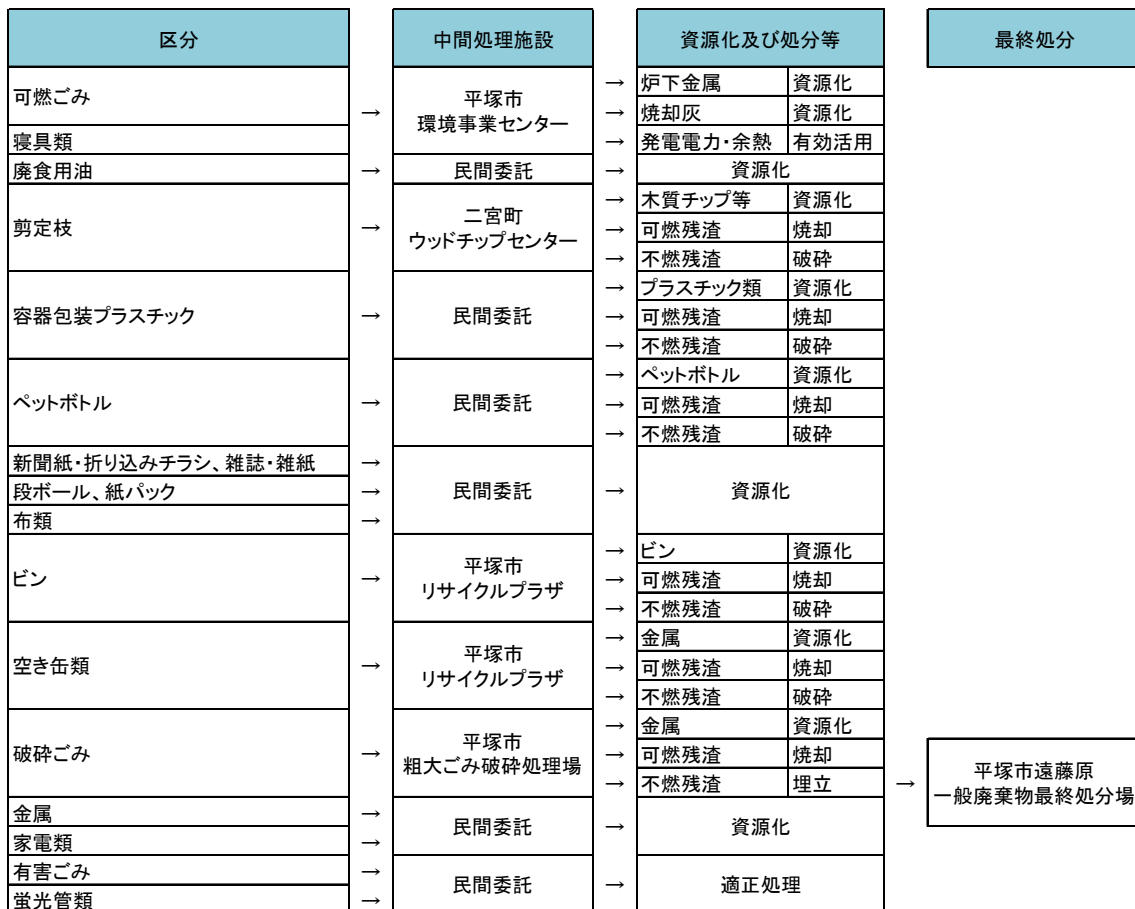 区分 中間処理施設 資源化及び処分等 最終処分
可燃ごみ → 平塚市 環境事業センター → 炉下金属 資源化
→ 焼却灰 資源化
寝具類 → 発電電力・余熱 有効活用
廃食用油 → 民間委託 → 資源化
剪定枝 → 二宮町 ウッドチップセンター → 木質チップ等 資源化
→ 可燃残渣 焼却
→ 不燃残渣 破砕
容器包装プラスチック → 民間委託 → プラスチック類 資源化
→ 可燃残渣 焼却
→ 不燃残渣 破砕
ペットボトル → 民間委託 → ペットボトル 資源化
→ 可燃残渣 焼却
→ 不燃残渣 破砕
新聞紙・折り込みチラシ、雑誌・雑紙 →
段ボール、紙パック → 民間委託 → 資源化
布類 →
ビン → 平塚市 リサイクルプラザ → ビン 資源化
→ 可燃残渣 焼却
→ 不燃残渣 破砕
空き缶類 → 平塚市 リサイクルプラザ → 金属 資源化
→ 可燃残渣 焼却
→ 不燃残渣 破砕
破砕ごみ → 平塚市 粗大ごみ破砕処理場 → 金属 資源化
→ 可燃残渣 焼却
→ 不燃残渣 埋立 → 平塚市遠藤原 一般廃棄物最終処分場
金属 → 民間委託 → 資源化
家電類 →
有害ごみ → 民間委託 → 適正処理
蛍光管類 →